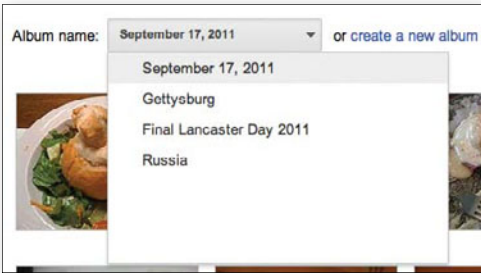 Album name: September 17, 2011 or create a new album
September 17, 2011
Gettysburg
Final Lancaster Day 2011
Russia